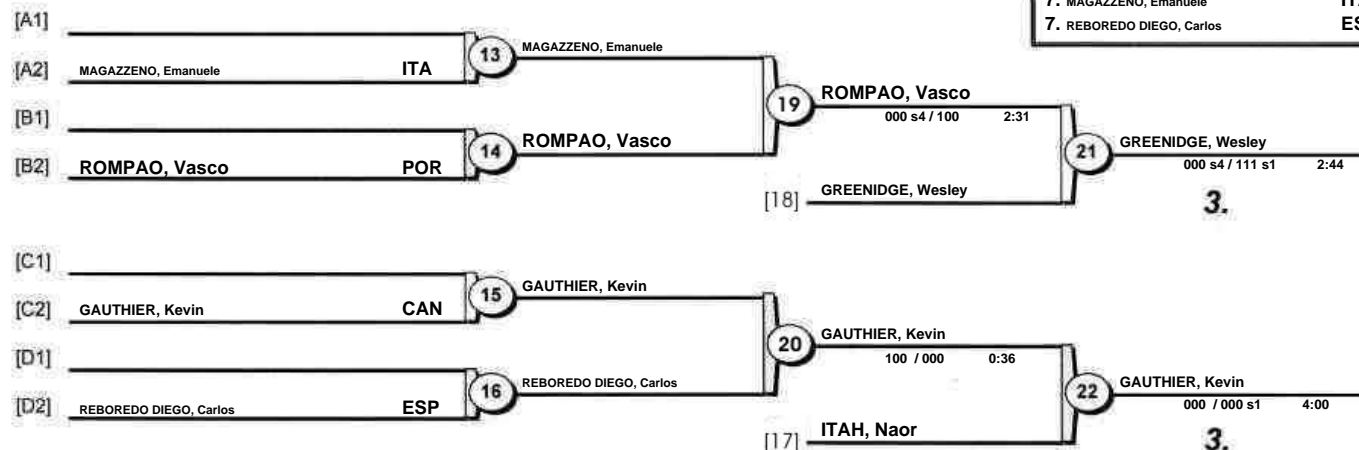 7. MAGAZZENO, Emanuele
7. REBOREDO DIEGO, Carlos
[A1]
[A2] MAGAZZENO, Emanuele ITA
13 MAGAZZENO, Emanuele
[B1]
[B2] ROMPAO, Vasco POR
14 ROMPAO, Vasco
19 ROMPAO, Vasco
000 s4 / 100 2:31
[18] GREENIDGE, Wesley
21 GREENIDGE, Wesley
000 s4 / 111 s1 2:44
3.
[C1]
[C2] GAUTHIER, Kevin CAN
15 GAUTHIER, Kevin
[D1]
[D2] REBOREDO DIEGO, Carlos ESP
16 REBOREDO DIEGO, Carlos
20 GAUTHIER, Kevin
100 / 000 0:36
[17] ITAH, Naor
22 GAUTHIER, Kevin
000 / 000 s1 4:00
3.